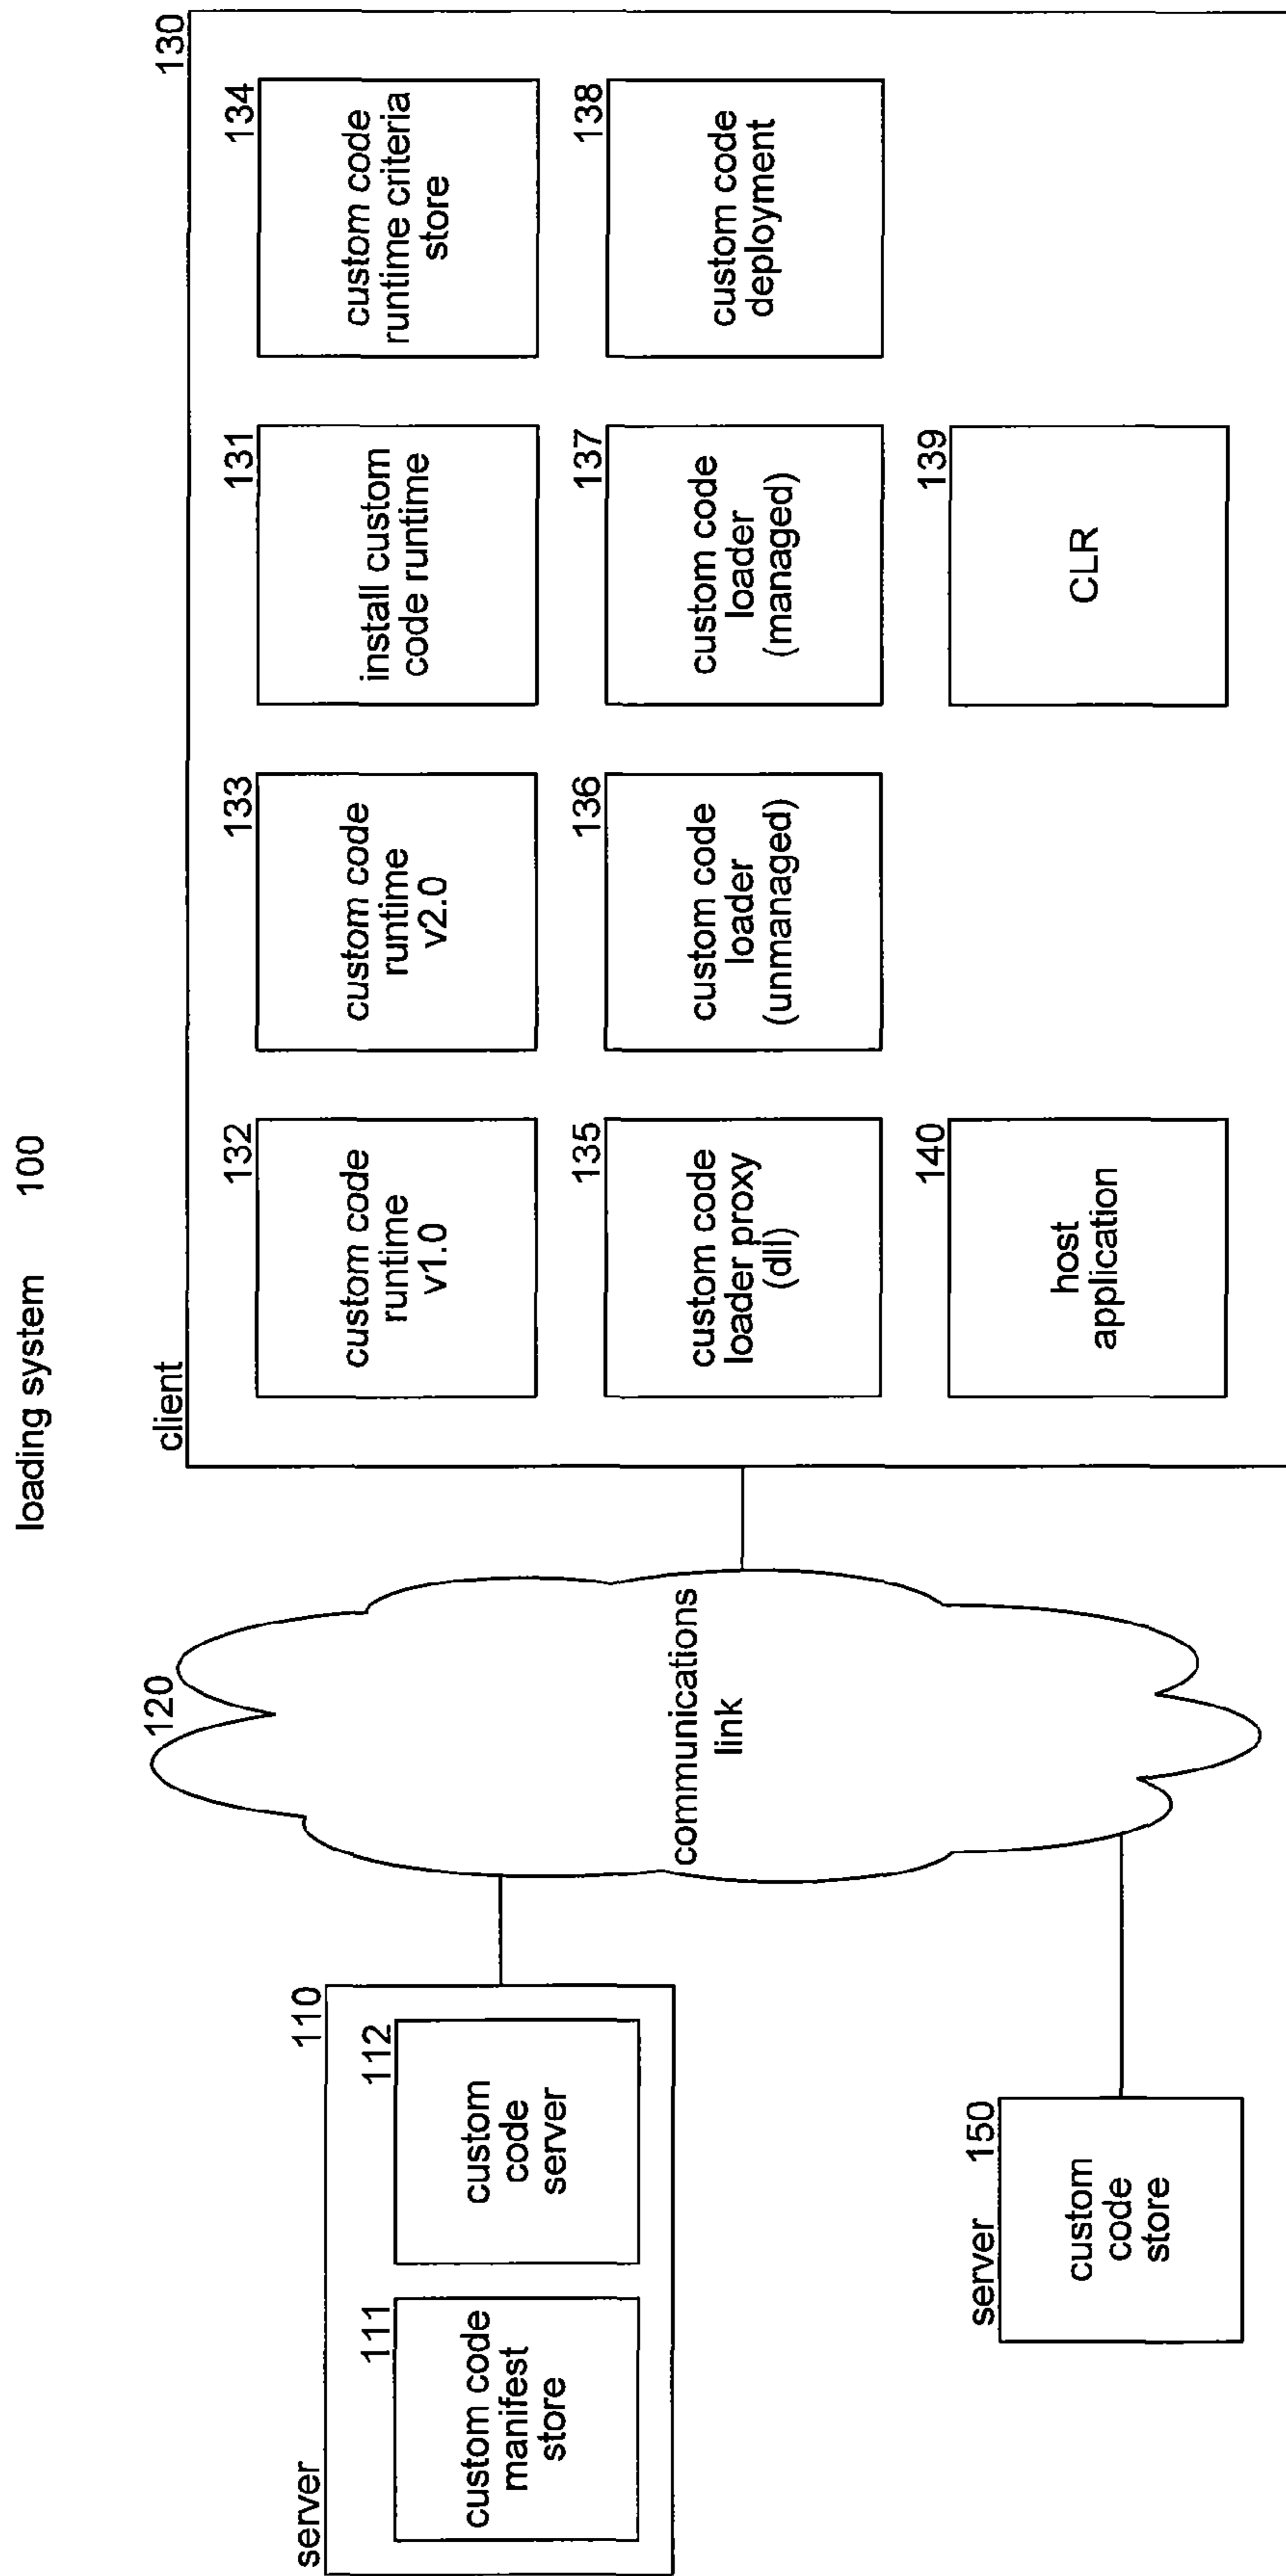 loading system 100
server 110
custom code
manifest
store
111
custom
code
server
112
server 150
custom
code
store
120
communications
link
client
130
132
custom code
runtime
v1.0
133
custom code
runtime
v2.0
131
install custom
code runtime
134
custom code
runtime criteria
store
135
custom code
loader proxy
(dll)
136
custom code
loader
(unmanaged)
137
custom code
loader
(managed)
138
custom code
deployment
140
host
application
139
CLR